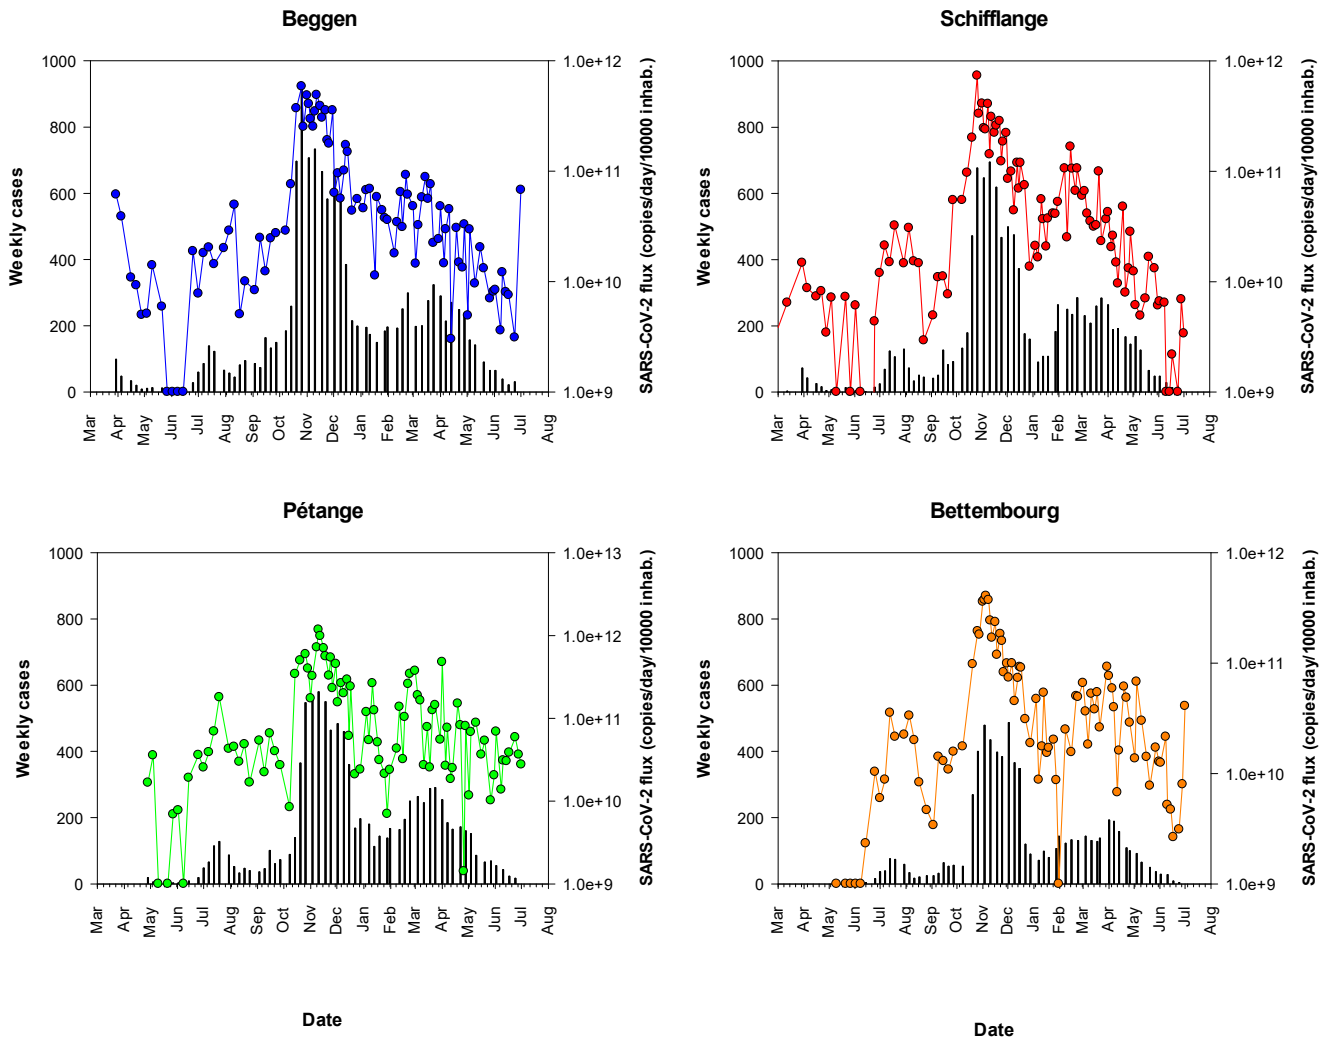 Beggen
Schifflange
1000
800
600
400
200
0
Weekly cases
1.0e+12
1.0e+11
1.0e+10
1.0e+9
SARS-CoV-2 flux (copies/day/10000 inhab.)
Mar Apr May Jun Jul Aug Sep Oct Nov Dec Jan Feb Mar Apr May Jun Jul Aug
1000
800
600
400
200
0
Weekly cases
1.0e+12
1.0e+11
1.0e+10
1.0e+9
SARS-CoV-2 flux (copies/day/10000 inhab.)
Mar Apr May Jun Jul Aug Sep Oct Nov Dec Jan Feb Mar Apr May Jun Jul Aug
Pétange
Bettembourg
1000
800
600
400
200
0
Weekly cases
1.0e+13
1.0e+12
1.0e+11
1.0e+10
1.0e+9
SARS-CoV-2 flux (copies/day/10000 inhab.)
Mar Apr May Jun Jul Aug Sep Oct Nov Dec Jan Feb Mar Apr May Jun Jul Aug
1000
800
600
400
200
0
Weekly cases
1.0e+12
1.0e+11
1.0e+10
1.0e+9
SARS-CoV-2 flux (copies/day/10000 inhab.)
Mar Apr May Jun Jul Aug Sep Oct Nov Dec Jan Feb Mar Apr May Jun Jul Aug
Date
Date